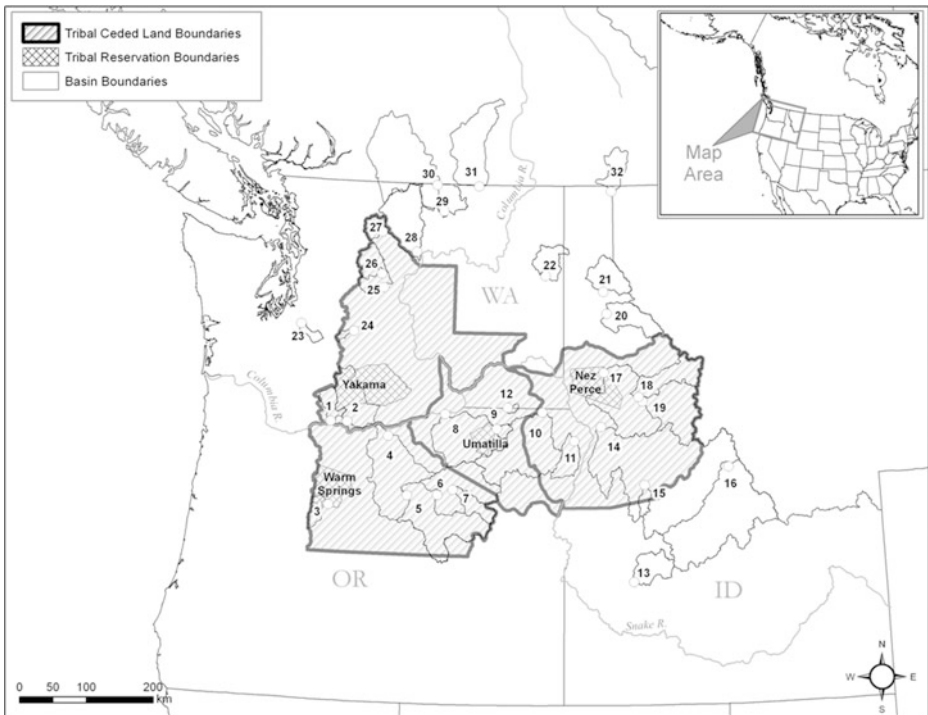 Tribal Ceded Land Boundaries
Tribal Reservation Boundaries
Basin Boundaries
Map
Area
30
31
32
29
Columbia R.
27
28
26
25
22
21
WA
20
23
24
Nez
Perce
17
18
Yakama
12
19
1
2
9
Columbia R.
8
10
Umatilla
4
11
14
Warm
Springs
6
7
15
16
3
5
13
OR
ID
Snake R.
N
W
E
S
0
50
100
200
km